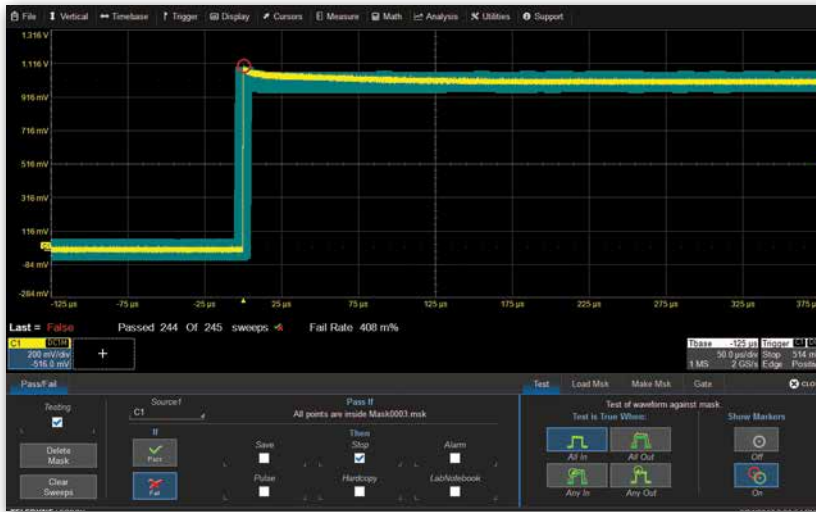 File Vertical Timebase Trigger Display Cursors Measure Math Analysis Utilities Support
1.316 V
1.116 V
916 mV
716 mV
516 mV
316 mV
116 mV
-84 mV
-284 mV
C1
-125 µs -75 µs -25 µs 25 µs 75 µs 125 µs 175 µs 225 µs 275 µs 325 µs 375 µs
Last = False Passed 244 Of 245 sweeps Fail Rate 408 m%
C1 DC1M
200 mV/div
-516.0 mV
+
Tbase -125 µs Trigger C1
50.0 µs/div Stop 514 m
1 MS 2 GS/s Edge Positiv
Pass/Fail Test Load Msk Make Msk Gate CLO
Testing
Delete
Mask
Clear
Sweeps
Source1
C1
If
Pass
Fail
Pass If
All points are inside Mask0003.msk
Then
Save Stop Alarm
Pulse Hardcopy LabNotebook
Test of waveform against mask.
Test is True When: Show Markers
All In All Out Off
Any In Any Out On